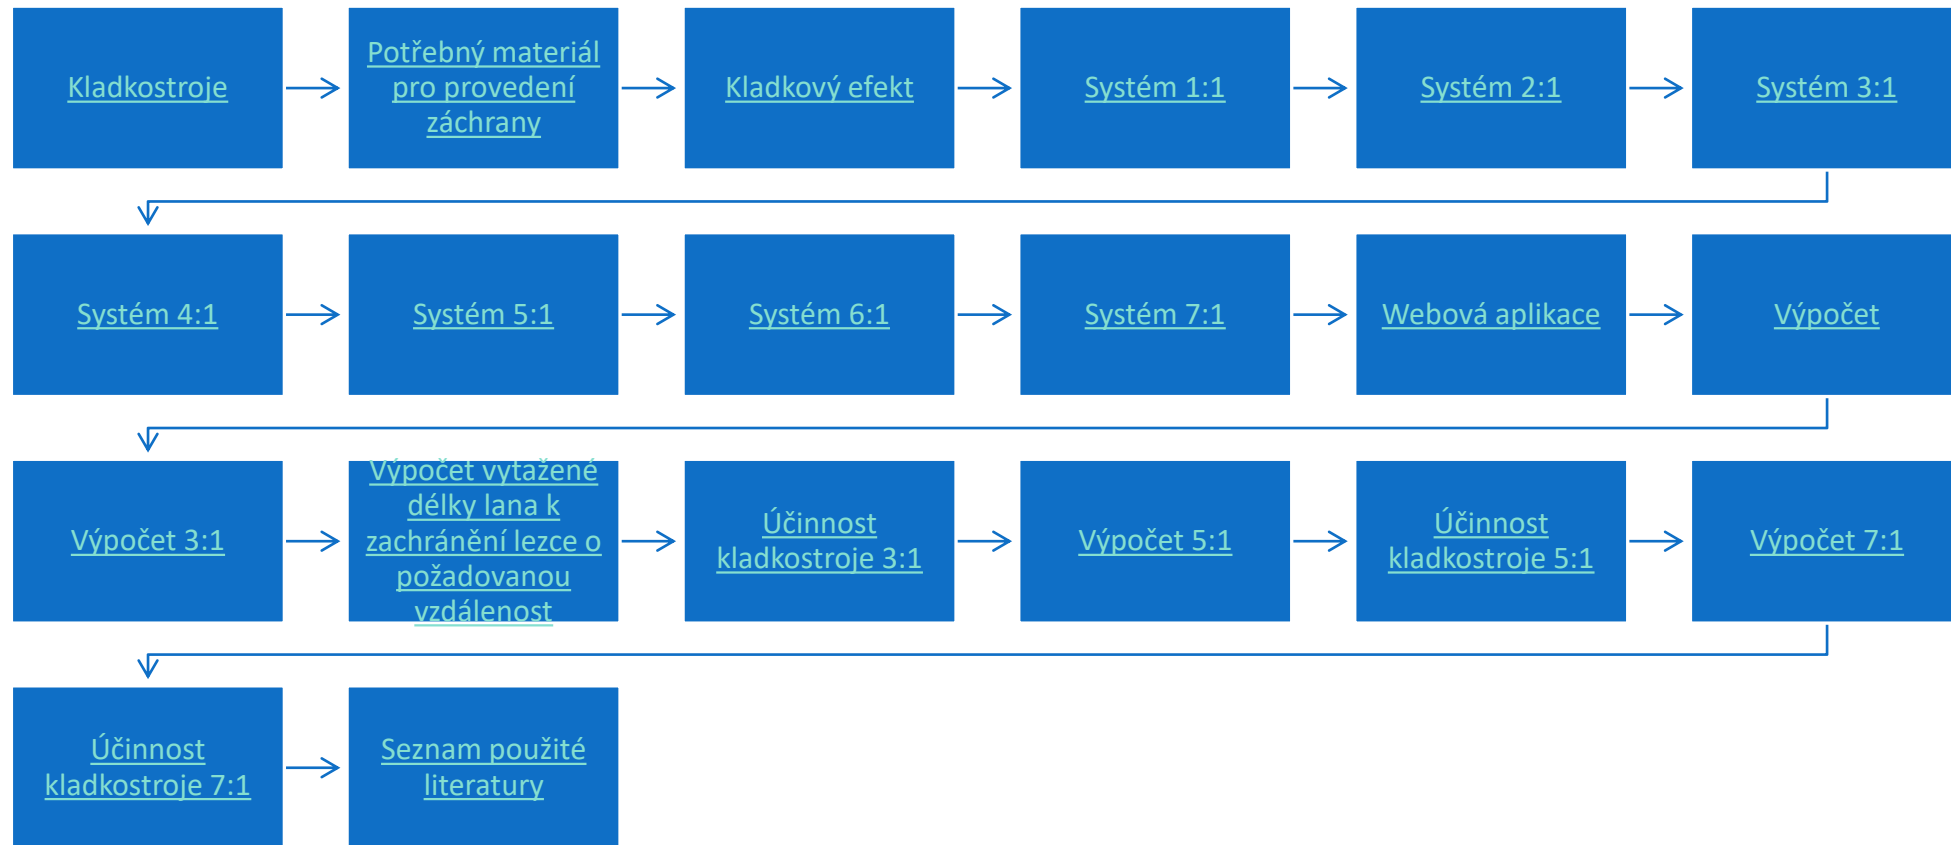 Kladkostroje
Potřebný materiál
pro provedení
záchrany
Kladkový efekt
Systém 1:1
Systém 2:1
Systém 3:1
Systém 4:1
Systém 5:1
Systém 6:1
Systém 7:1
Webová aplikace
Výpočet
Výpočet 3:1
Výpočet vytažené
délky lana k
zachránění lezce o
požadovanou
vzdálenost
Účinnost
kladkostroje 3:1
Výpočet 5:1
Účinnost
kladkostroje 5:1
Výpočet 7:1
Účinnost
kladkostroje 7:1
Seznam použité
literatury